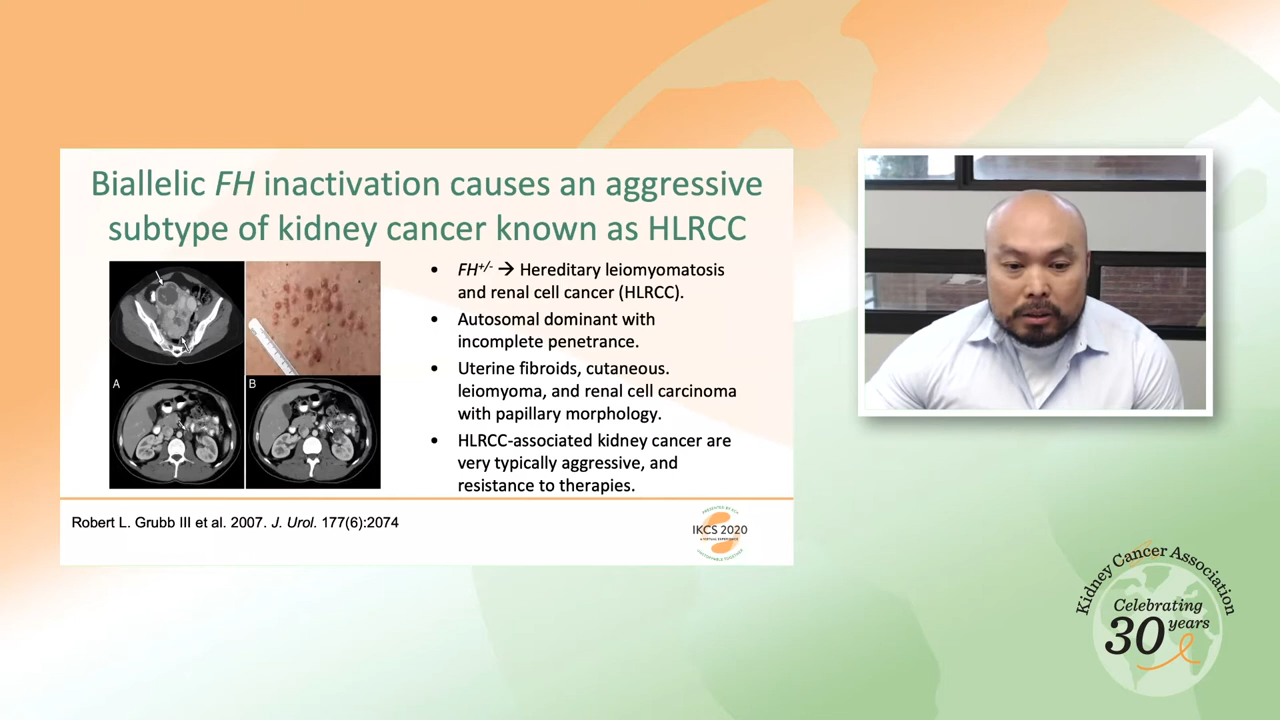 Biallelic FH inactivation causes an aggressive
subtype of kidney cancer known as HLRCC
A
B
• FH+/- → Hereditary leiomyomatosis
and renal cell cancer (HLRCC).
• Autosomal dominant with
incomplete penetrance.
• Uterine fibroids, cutaneous.
leiomyoma, and renal cell carcinoma
with papillary morphology.
• HLRCC-associated kidney cancer are
very typically aggressive, and
resistance to therapies.
Robert L. Grubb III et al. 2007. J. Urol. 177(6):2074
IKCS 2020
Kidney Cancer Association
Celebrating
30 years